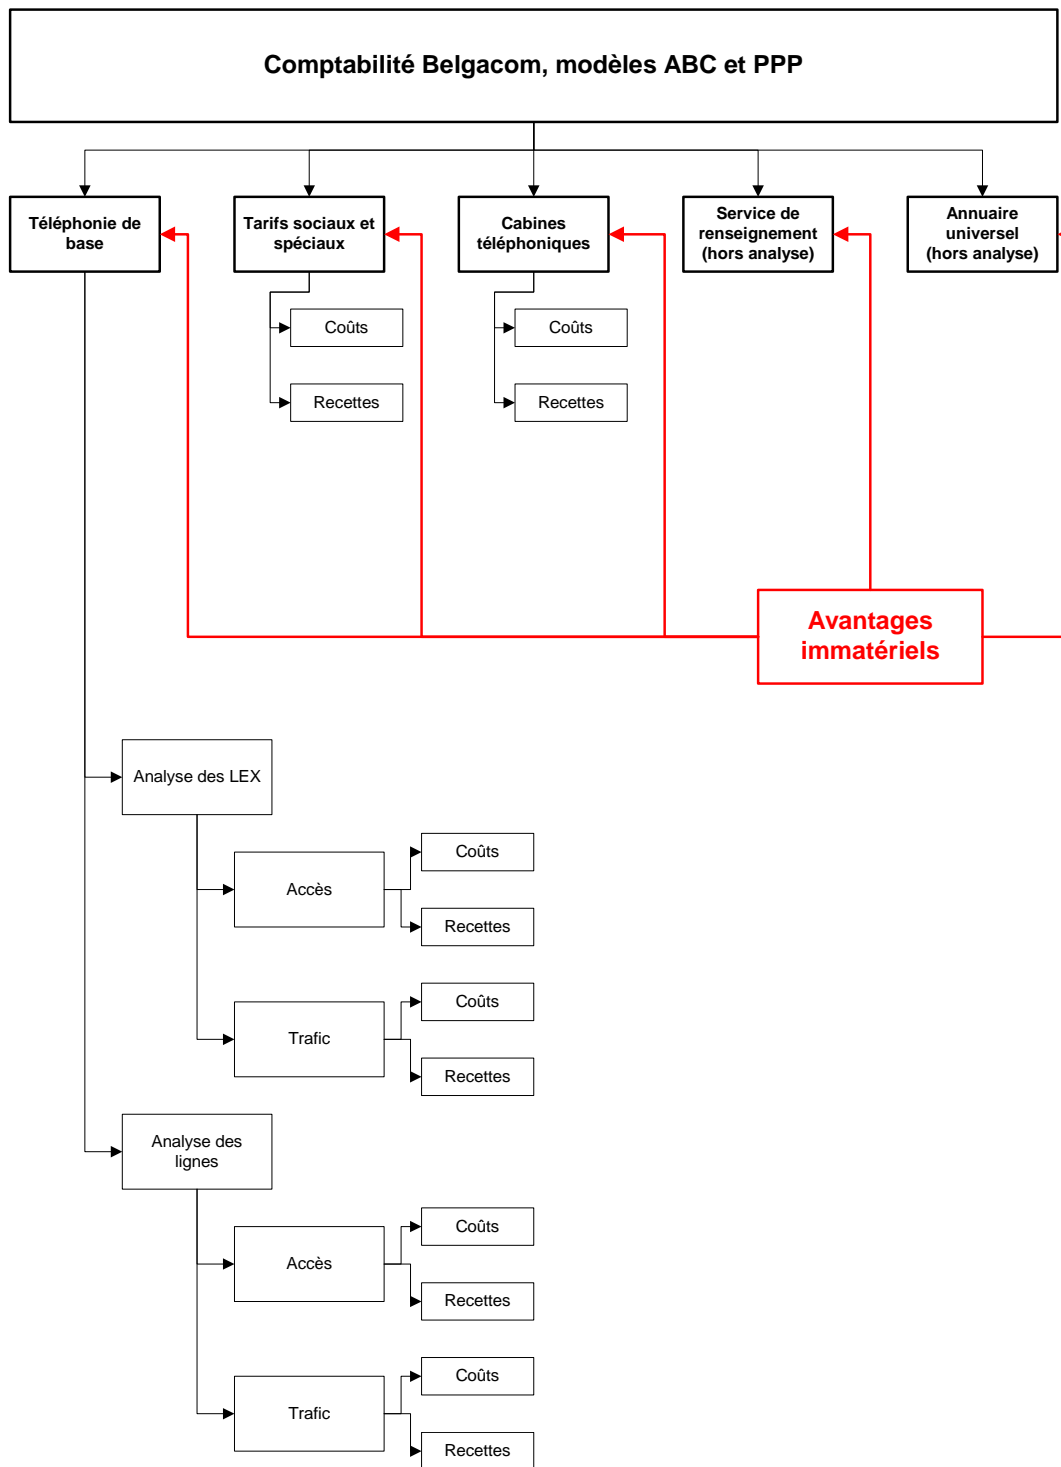 Comptabilité Belgacom, modèles ABC et PPP
Téléphonie de
base
Tarifs sociaux et
spéciaux
Cabines
téléphoniques
Service de
renseignement
(hors analyse)
Annuaire
universel
(hors analyse)
Coûts
Coûts
Recettes
Recettes
Avantages
immatériels
Analyse des LEX
Coûts
Accès
Recettes
Coûts
Trafic
Recettes
Analyse des
lignes
Coûts
Accès
Recettes
Coûts
Trafic
Recettes